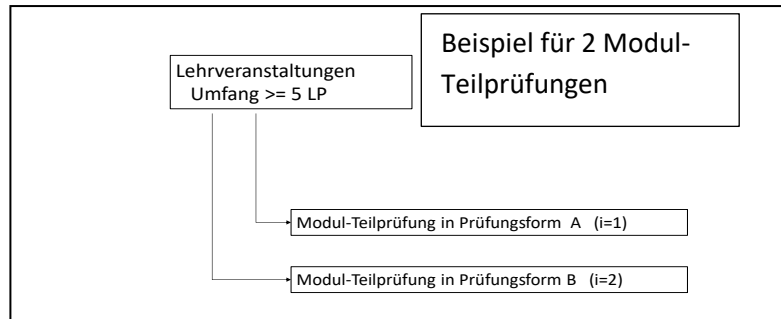 Beispiel für 2 Modul-
Teilprüfungen
Lehrveranstaltungen
Umfang >= 5 LP
Modul-Teilprüfung in Prüfungsform A (i=1)
Modul-Teilprüfung in Prüfungsform B (i=2)